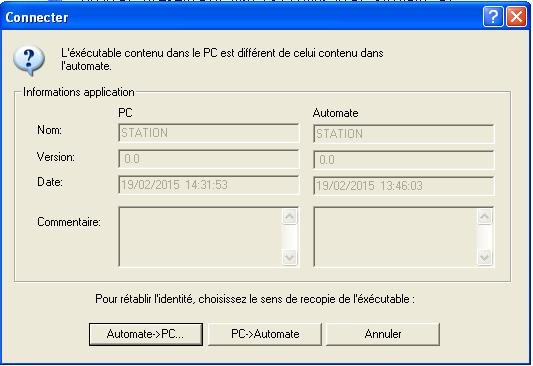 Connecter
L'éxécutable contenu dans le PC est différent de celui contenu dans
l'automate.
Informations application
PC Automate
Nom: STATION STATION
Version: 0.0 0.0
Date: 19/02/2015 14:31:53 19/02/2015 13:46:03
Commentaire:
Pour rétablir l'identité, choisissez le sens de recopie de l'éxécutable :
Automate->PC... PC->Automate Annuler